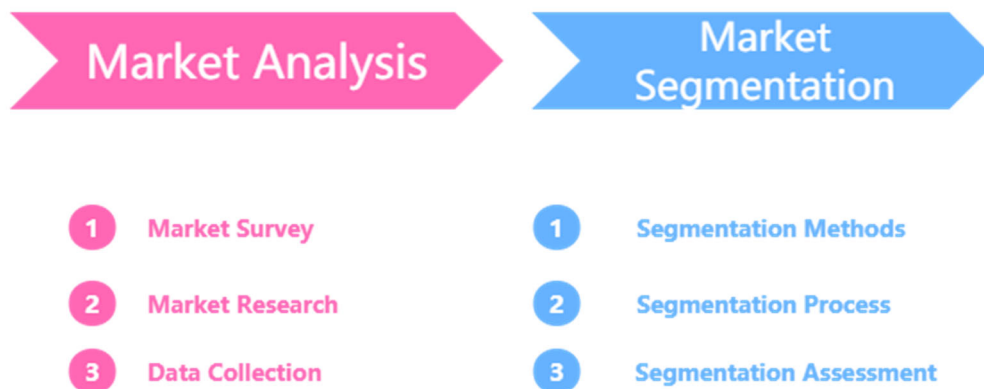 Market Analysis
Market
Segmentation
1 Market Survey
2 Market Research
3 Data Collection
1 Segmentation Methods
2 Segmentation Process
3 Segmentation Assessment